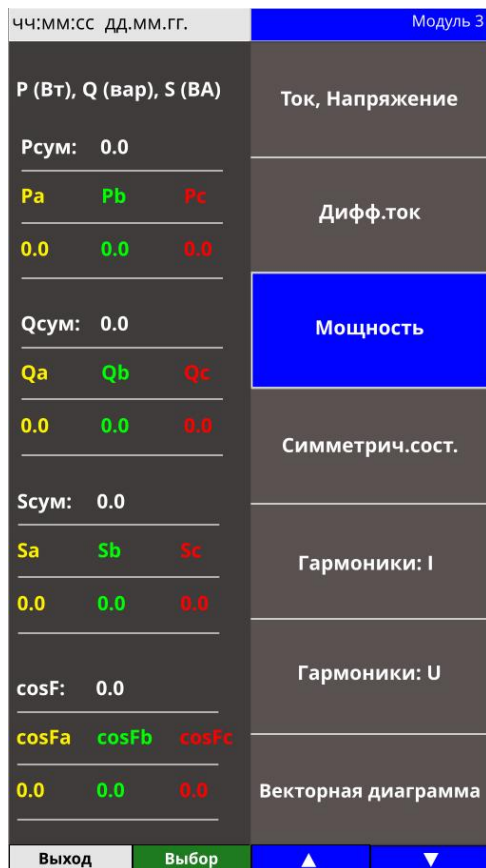 чч:мм:сс дд.мм.гг.
Модуль 3
P (Вт), Q (вар), S (ВА)
Pсум: 0.0
Pa Pb Pc
0.0 0.0 0.0
Qсум: 0.0
Qa Qb Qc
0.0 0.0 0.0
Sсум: 0.0
Sa Sb Sc
0.0 0.0 0.0
cosF: 0.0
cosFa cosFb cosFc
0.0 0.0 0.0
Ток, Напряжение
Дифф.ток
Мощность
Симметрич.сост.
Гармоники: I
Гармоники: U
Векторная диаграмма
Выход Выбор ▲ ▼